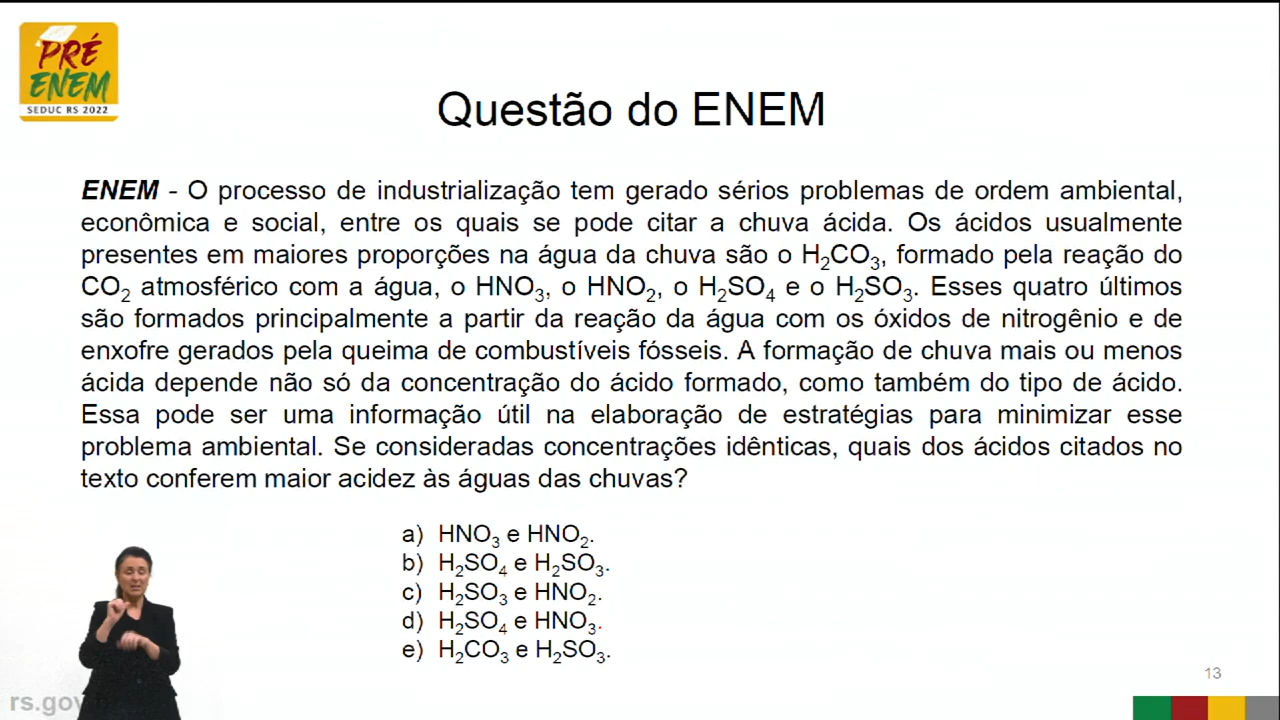 PRÉ
ENEM
SEDUC RS 2022
Questão do ENEM
ENEM - O processo de industrialização tem gerado sérios problemas de ordem ambiental,
econômica e social, entre os quais se pode citar a chuva ácida. Os ácidos usualmente
presentes em maiores proporções na água da chuva são o H₂CO₃, formado pela reação do
CO₂ atmosférico com a água, o HNO₃, o HNO₂, o H₂SO₄ e o H₂SO₃. Esses quatro últimos
são formados principalmente a partir da reação da água com os óxidos de nitrogênio e de
enxofre gerados pela queima de combustíveis fósseis. A formação de chuva mais ou menos
ácida depende não só da concentração do ácido formado, como também do tipo de ácido.
Essa pode ser uma informação útil na elaboração de estratégias para minimizar esse
problema ambiental. Se consideradas concentrações idênticas, quais dos ácidos citados no
texto conferem maior acidez às águas das chuvas?
a) HNO₃ e HNO₂.
b) H₂SO₄ e H₂SO₃.
c) H₂SO₃ e HNO₂.
d) H₂SO₄ e HNO₃.
e) H₂CO₃ e H₂SO₃.
13
rs.gov